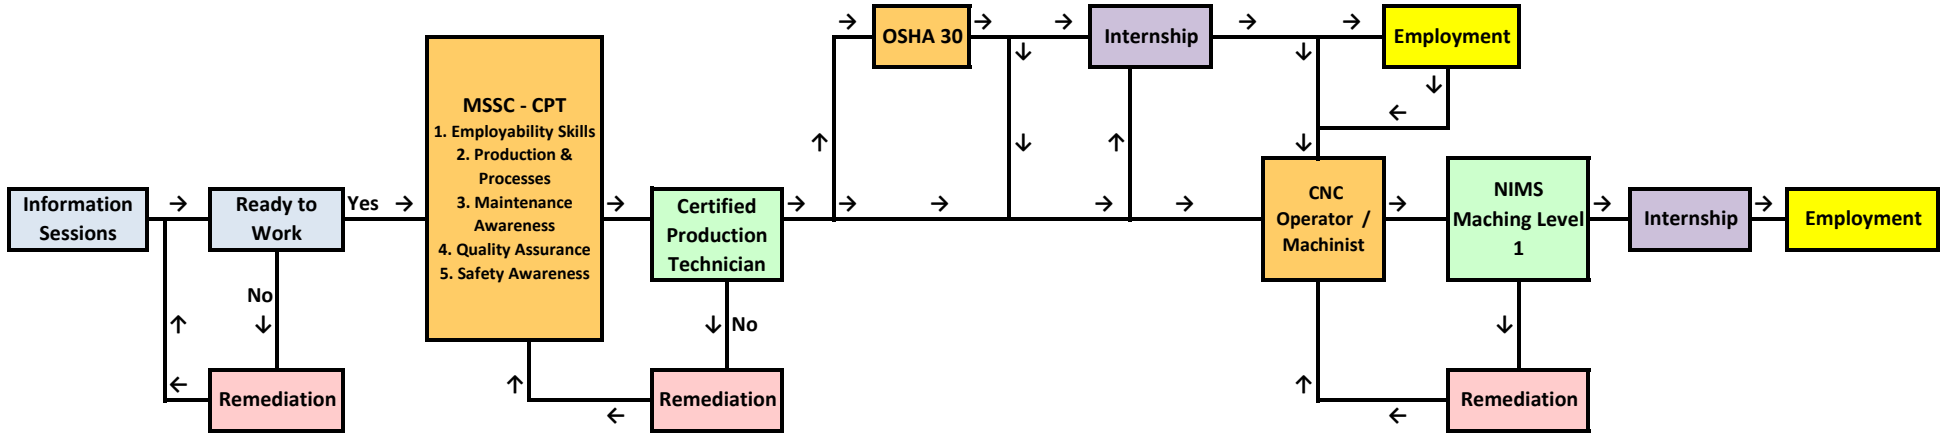 OSHA 30
Internship
Employment
MSSC - CPT
1. Employability Skills
2. Production &
Processes
3. Maintenance
Awareness
4. Quality Assurance
5. Safety Awareness
Information
Sessions
Ready to
Work
Yes
No
Remediation
Certified
Production
Technician
No
Remediation
CNC
Operator /
Machinist
NIMS
Maching Level
1
Remediation
Internship
Employment